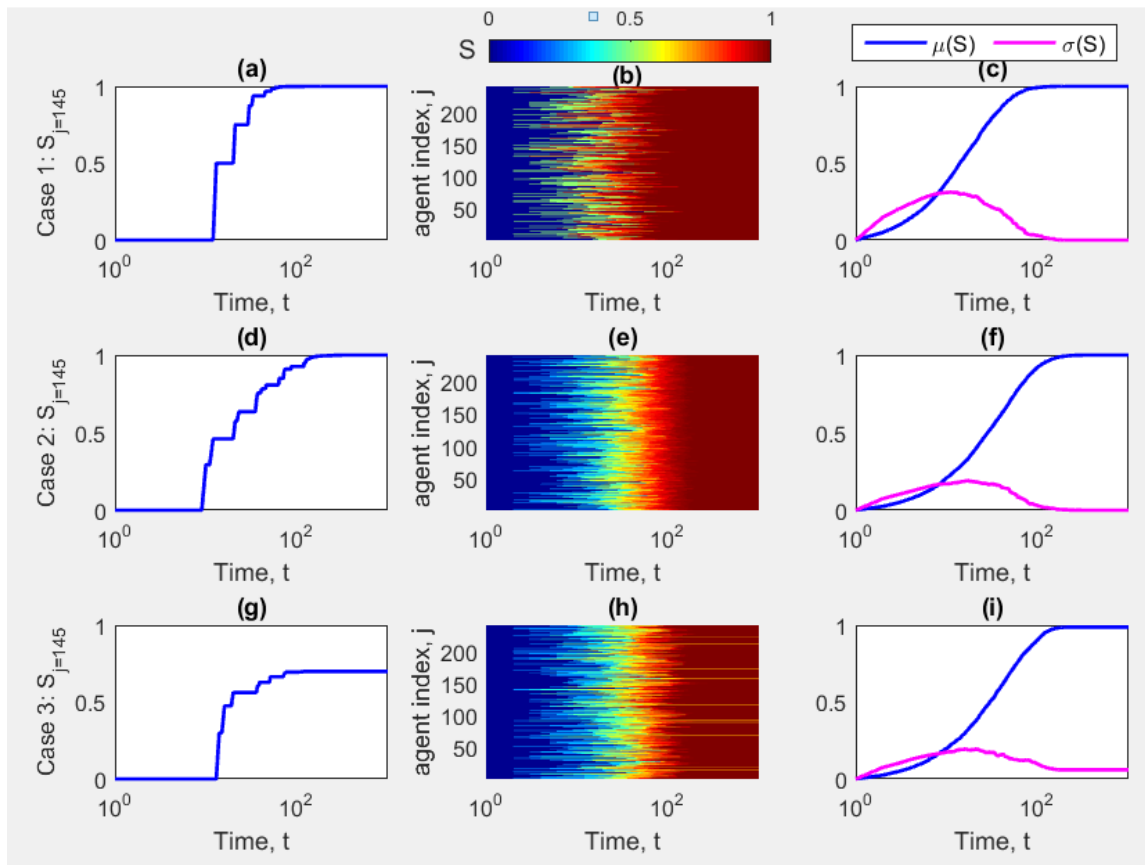 0 0.5 1
S
μ(S) σ(S)
(a) (b) (c)
Case 1: S_{j=145}
1
0.5
0
10^0 10^2
Time, t
agent index, j
200
150
100
50
10^0 10^2
Time, t
1
0.5
0
10^0 10^2
Time, t
(d) (e) (f)
Case 2: S_{j=145}
1
0.5
0
10^0 10^2
Time, t
agent index, j
200
150
100
50
10^0 10^2
Time, t
1
0.5
0
10^0 10^2
Time, t
(g) (h) (i)
Case 3: S_{j=145}
1
0.5
0
10^0 10^2
Time, t
agent index, j
200
150
100
50
10^0 10^2
Time, t
1
0.5
0
10^0 10^2
Time, t